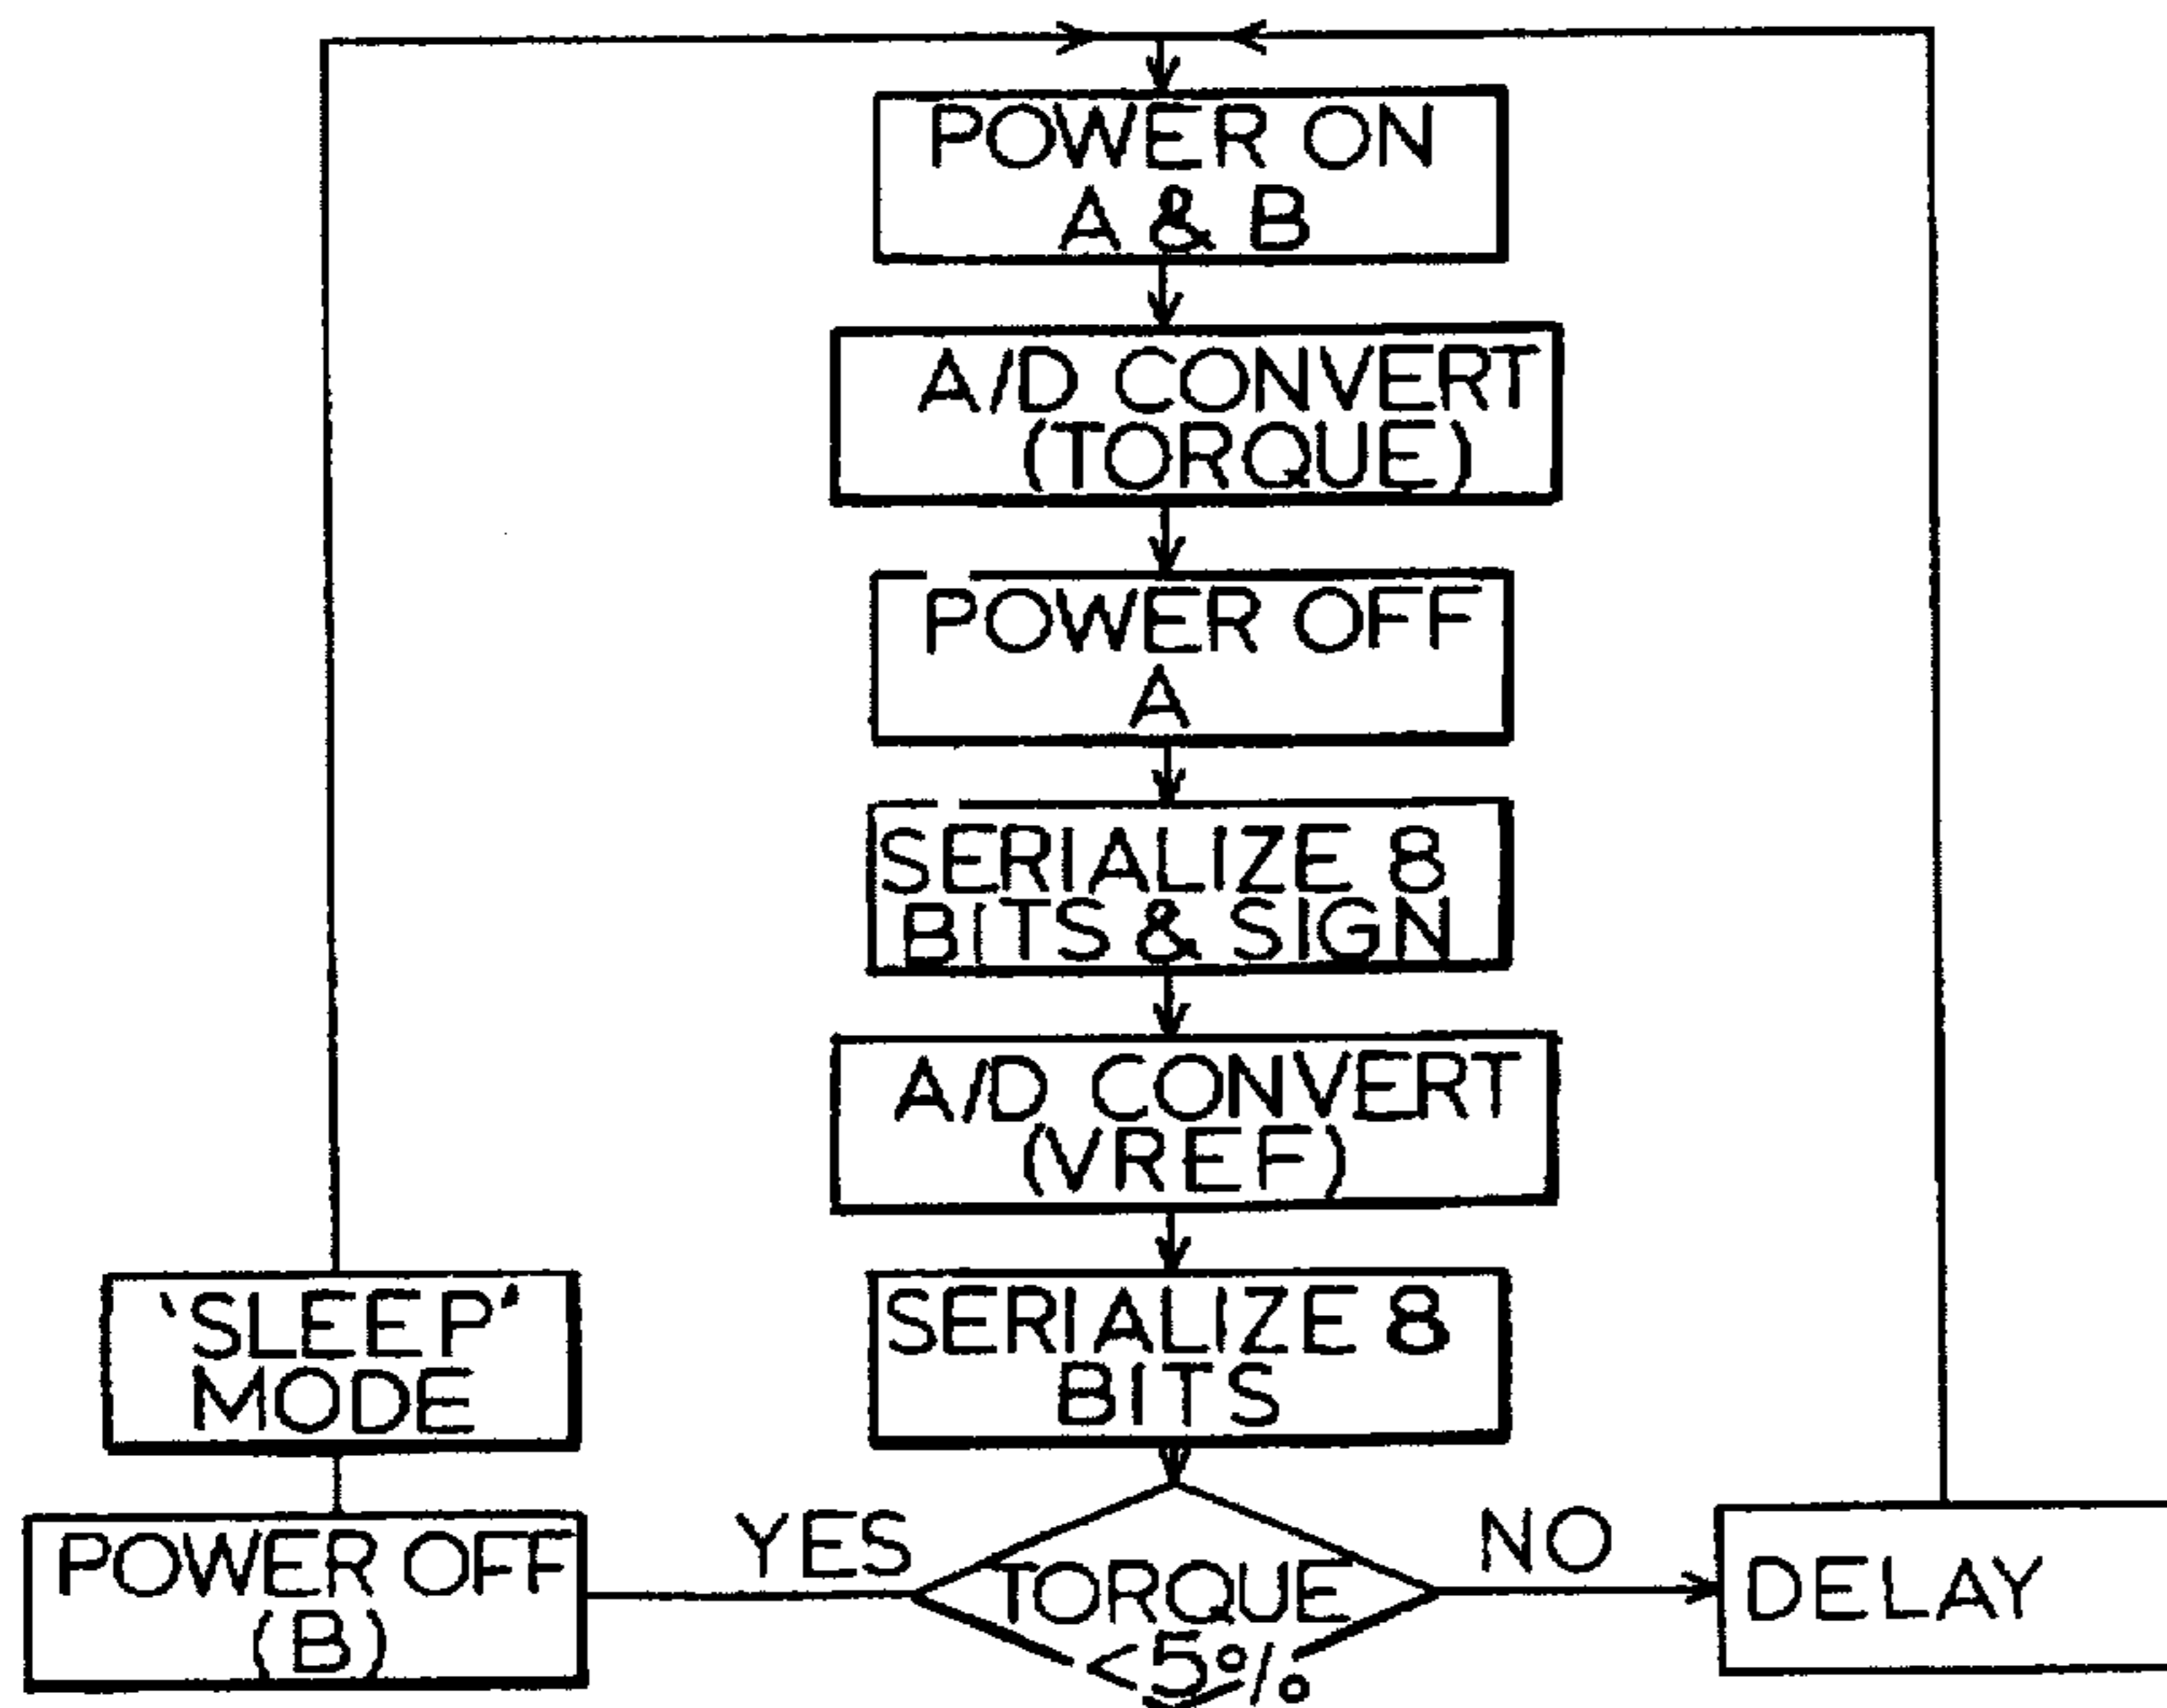 POWER ON
A & B
A/D CONVERT
(TORQUE)
POWER OFF
A
SERIALIZE 8
BITS & SIGN
A/D CONVERT
(VREF)
SERIALIZE 8
BITS
'SLEEP'
MODE
POWER OFF
(B)
YES
TORQUE
<5%
NO
DELAY